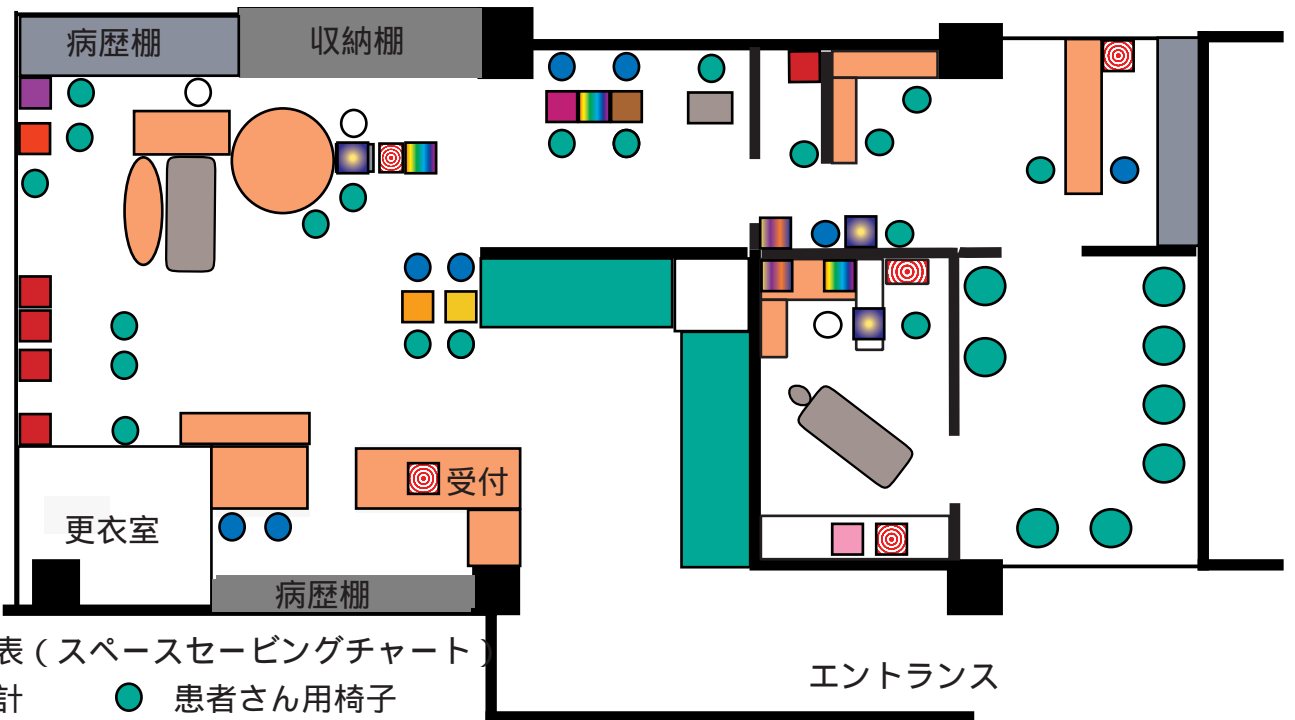 病歴棚
収納棚
受付
更衣室
病歴棚
表（スペースセービングチャート）
エントランス
計
患者さん用椅子